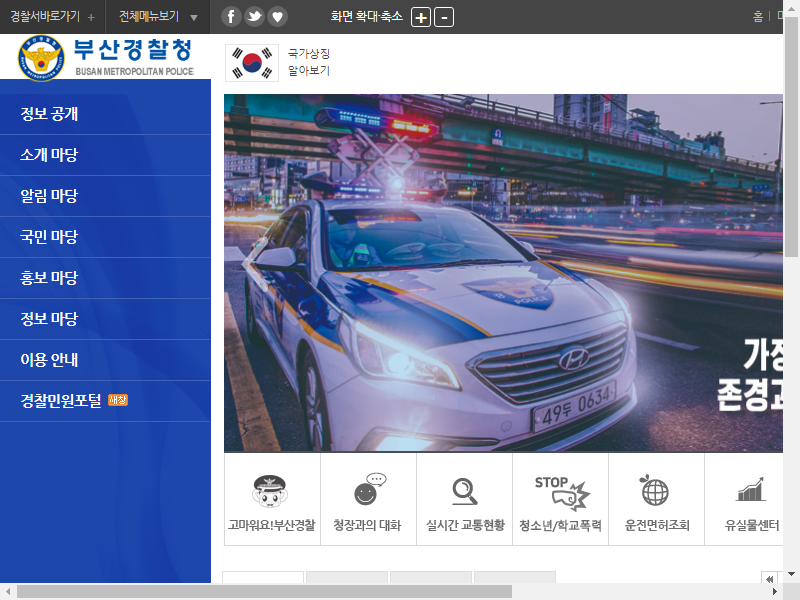 경찰서바로가기 +
전체메뉴보기 ▼
화면 확대·축소 + -
홈
부산경찰청
BUSAN METROPOLITAN POLICE
국가상징
알아보기
정보 공개
소개 마당
알림 마당
국민 마당
홍보 마당
정보 마당
이용 안내
경찰민원포털 새창
POLICE
49두 0634
가정
존경과
고마워요!부산경찰
청장과의 대화
실시간 교통현황
STOP
청소년/학교폭력
운전면허조회
유실물센터